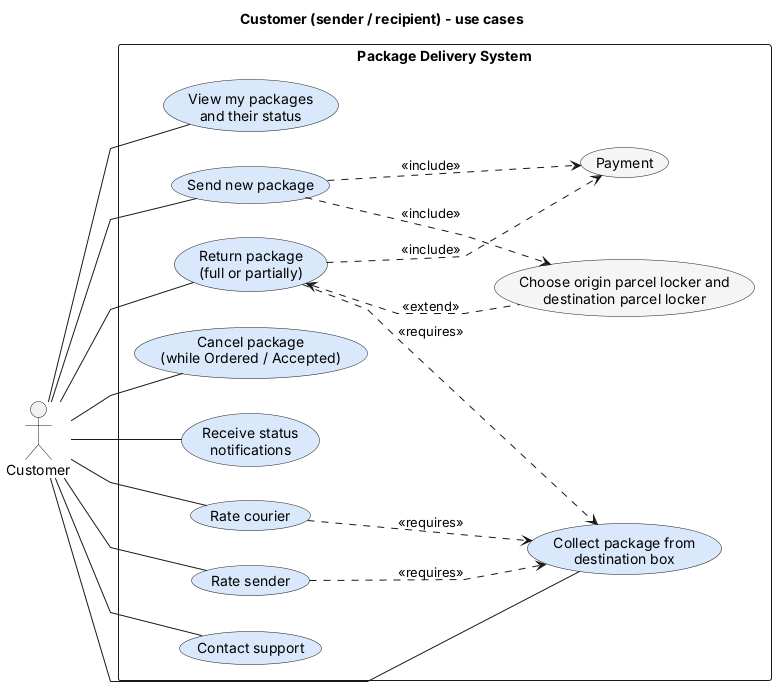 Customer (sender / recipient) - use cases
Package Delivery System
View my packages
and their status
«include»
Payment
Send new package
«include»
Return package
(full or partially)
«include»
Choose origin parcel locker and
destination parcel locker
«extend»
«requires»
Cancel package
(while Ordered / Accepted)
Receive status
notifications
Customer
Rate courier
«requires»
Collect package from
destination box
Rate sender
«requires»
Contact support